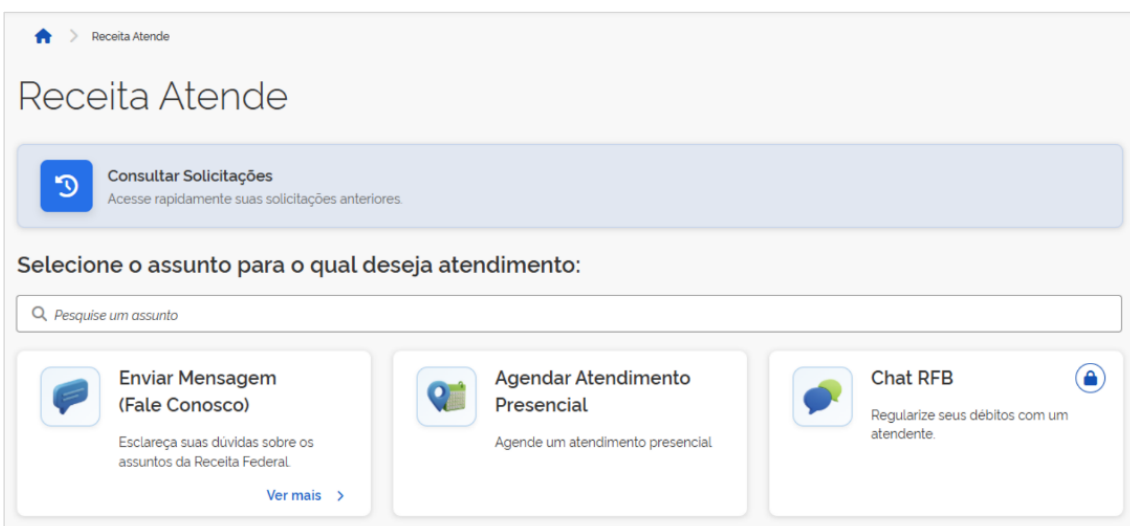 Receita Atende
Receita Atende
Consultar Solicitações
Acesse rapidamente suas solicitações anteriores.
Selecione o assunto para o qual deseja atendimento:
Pesquise um assunto
Enviar Mensagem
(Fale Conosco)
Esclareça suas dúvidas sobre os
assuntos da Receita Federal.
Ver mais
Agendar Atendimento
Presencial
Agende um atendimento presencial
Chat RFB
Regularize seus débitos com um
atendente.